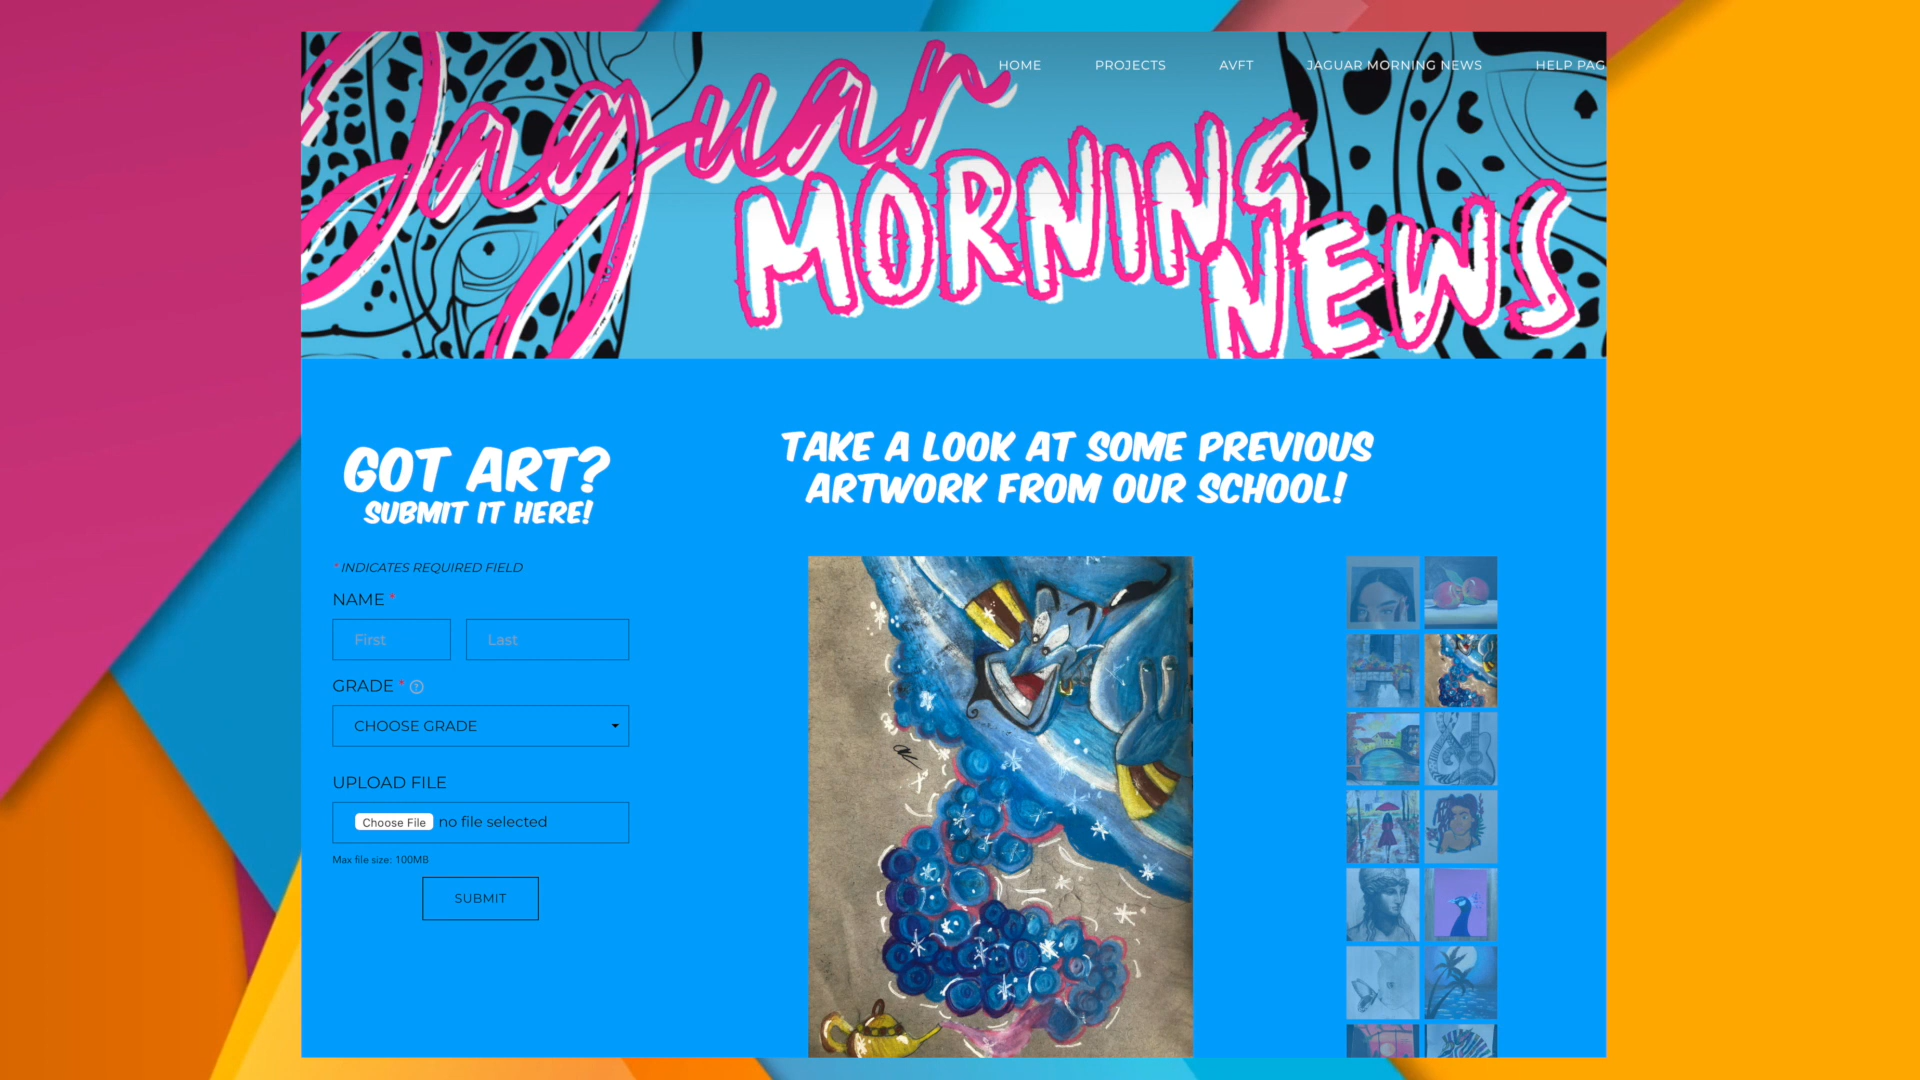 HOME PROJECTS AVFT JAGUAR MORNING NEWS HELP PAG
Jaguar
MORNING
NEWS
GOT ART?
SUBMIT IT HERE!
* INDICATES REQUIRED FIELD
NAME *
First Last
GRADE * ?
CHOOSE GRADE
UPLOAD FILE
Choose File no file selected
Max file size: 100MB
SUBMIT
TAKE A LOOK AT SOME PREVIOUS
ARTWORK FROM OUR SCHOOL!